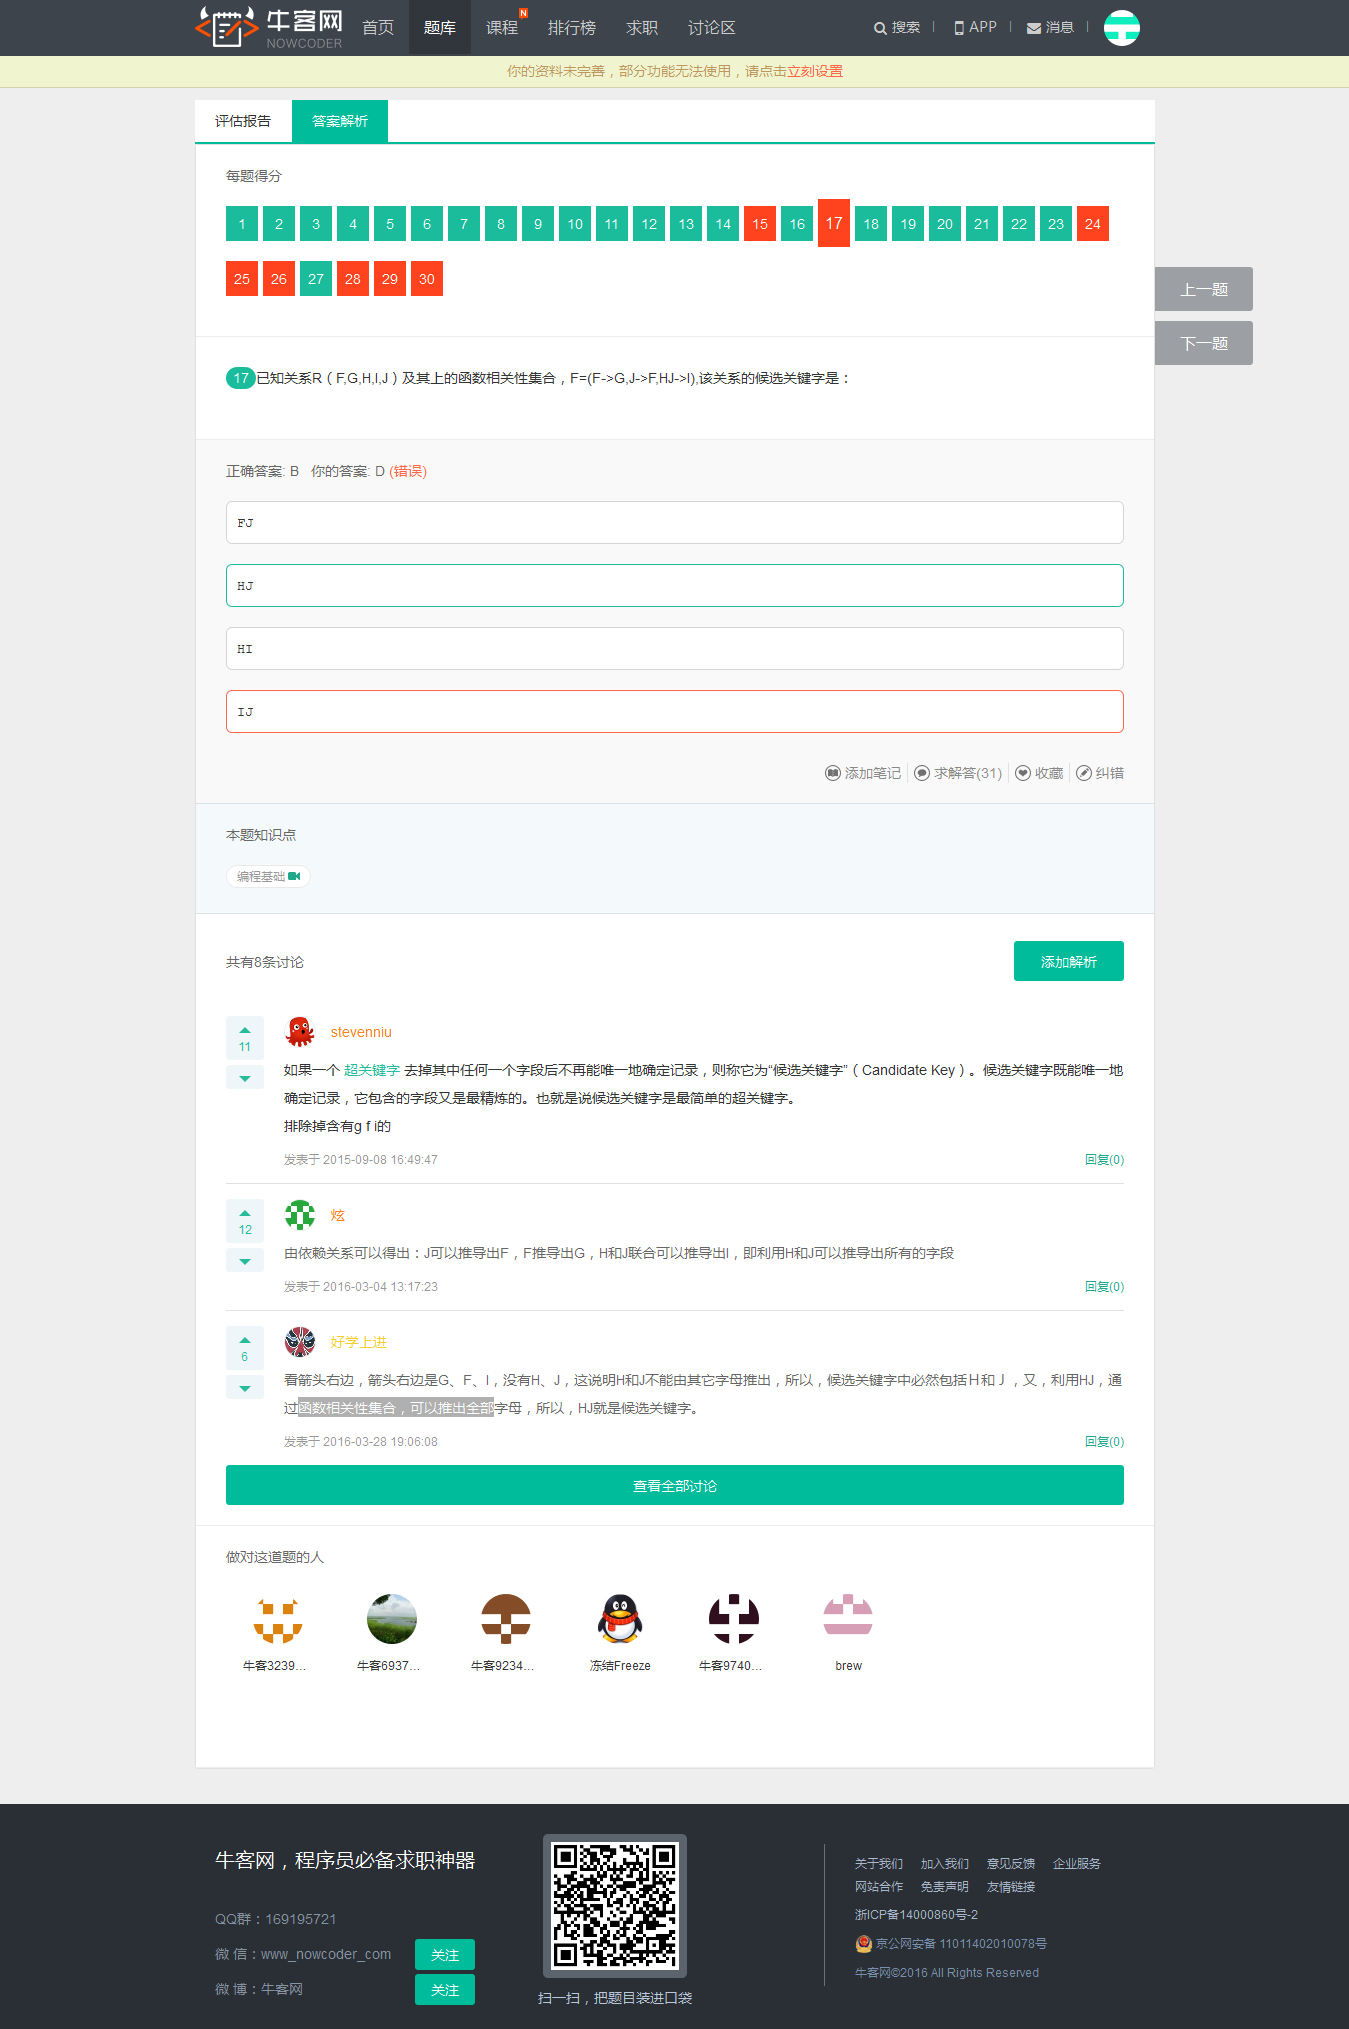 牛客网
NOWCODER
首页 题库 课程 N 排行榜 求职 讨论区 搜索 APP 消息
你的资料未完善，部分功能无法使用，请点击立刻设置
评估报告 答案解析
每题得分
1 2 3 4 5 6 7 8 9 10 11 12 13 14 15 16 17 18 19 20 21 22 23 24
25 26 27 28 29 30
上一题
下一题
17 已知关系R（F,G,H,I,J）及其上的函数相关性集合，F=(F->G,J->F,HJ->I),该关系的候选关键字是：
正确答案: B 你的答案: D (错误)
FJ
HJ
HI
IJ
添加笔记 求解答(31) 收藏 纠错
本题知识点
编程基础
共有8条讨论
添加解析
11
stevenniu
如果一个 超关键字 去掉其中任何一个字段后不再能唯一地确定记录，则称它为“候选关键字”（Candidate Key）。候选关键字既能唯一地
确定记录，它包含的字段又是最精炼的。也就是说候选关键字是最简单的超关键字。
排除掉含有g f i的
发表于 2015-09-08 16:49:47 回复(0)
12
炫
由依赖关系可以得出：J可以推导出F，F推导出G，H和J联合可以推导出I，即利用H和J可以推导出所有的字段
发表于 2016-03-04 13:17:23 回复(0)
6
好学上进
看箭头右边，箭头右边是G、F、I，没有H、J，这说明H和J不能由其它字母推出，所以，候选关键字中必然包括Ｈ和Ｊ，又，利用HJ，通
过函数相关性集合，可以推出全部字母，所以，HJ就是候选关键字。
发表于 2016-03-28 19:06:08 回复(0)
查看全部讨论
做对这道题的人
牛客3239... 牛客6937... 牛客9234... 冻结Freeze 牛客9740... brew
牛客网，程序员必备求职神器
QQ群：169195721
微 信：www_nowcoder_com 关注
微 博：牛客网 关注
扫一扫，把题目装进口袋
关于我们 加入我们 意见反馈 企业服务
网站合作 免责声明 友情链接
浙ICP备14000860号-2
京公网安备 11011402010078号
牛客网©2016 All Rights Reserved